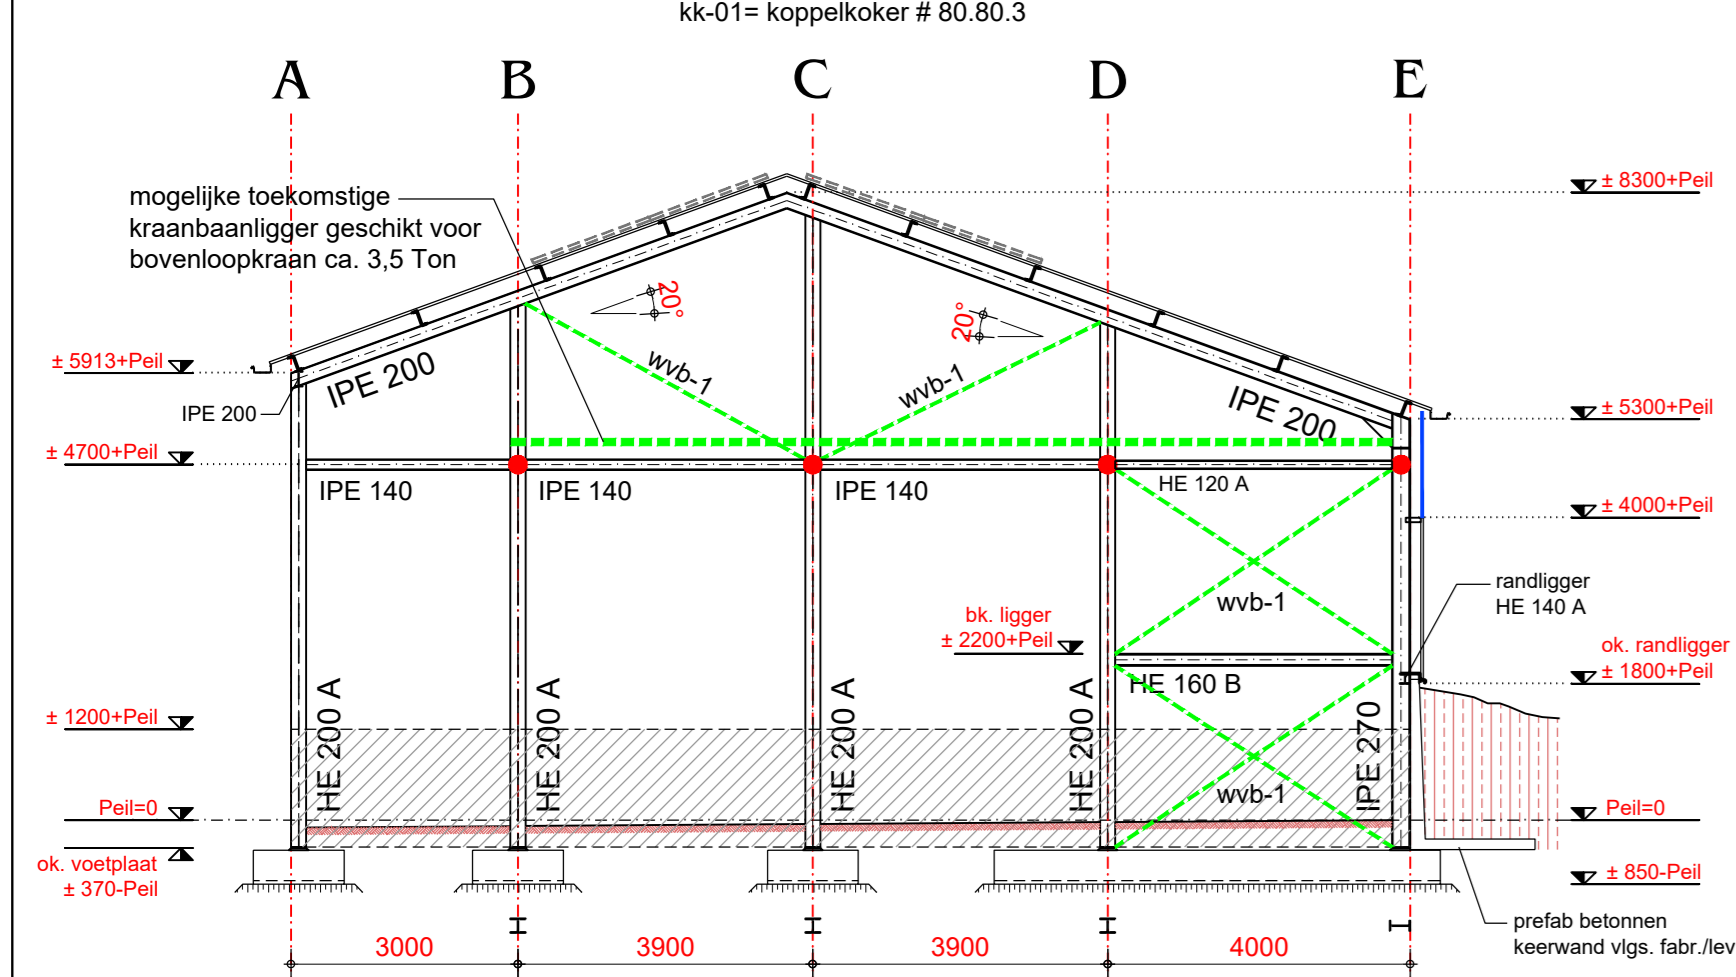 kk-01= koppelkoker # 80.80.3
A
B
C
D
E
mogelijke toekomstige
kraanbaanligger geschikt voor
bovenloopkraan ca. 3,5 Ton
± 8300+Peil
20°
20°
± 5913+Peil
IPE 200
IPE 200
wvb-1
wvb-1
IPE 200
± 5300+Peil
± 4700+Peil
IPE 140
IPE 140
IPE 140
HE 120 A
± 4000+Peil
randligger
HE 140 A
wvb-1
bk. ligger
± 2200+Peil
ok. randligger
± 1800+Peil
HE 160 B
HE 200 A
HE 200 A
HE 200 A
HE 200 A
IPE 270
± 1200+Peil
wvb-1
Peil=0
Peil=0
ok. voetplaat
± 370-Peil
± 850-Peil
prefab betonnen
keerwand vlgs. fabr./lev
3000
3900
3900
4000